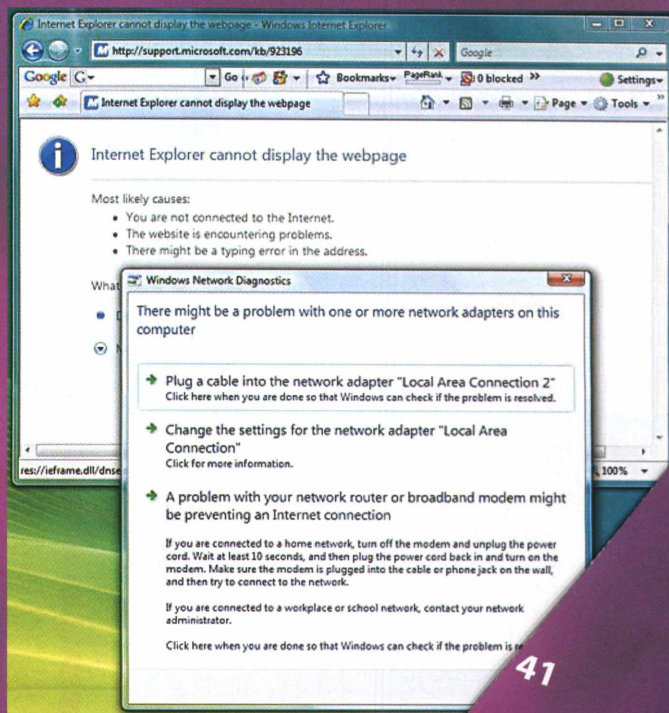 Internet Explorer cannot display the webpage - Windows Internet Explorer
http://support.microsoft.com/kb/923196
Google
Google G
Go
Bookmarks
PageRank
0 blocked
Settings
Internet Explorer cannot display the webpage
Page
Tools
Internet Explorer cannot display the webpage
Most likely causes:
• You are not connected to the Internet.
• The website is encountering problems.
• There might be a typing error in the address.
What
Windows Network Diagnostics
There might be a problem with one or more network adapters on this
computer
Plug a cable into the network adapter "Local Area Connection 2"
Click here when you are done so that Windows can check if the problem is resolved.
Change the settings for the network adapter "Local Area
Connection"
Click for more information.
A problem with your network router or broadband modem might
be preventing an Internet connection
If you are connected to a home network, turn off the modem and unplug the power
cord. Wait at least 10 seconds, and then plug the power cord back in and turn on the
modem. Make sure the modem is plugged into the cable or phone jack on the wall,
and then try to connect to the network.
If you are connected to a workplace or school network, contact your network
administrator.
Click here when you are done so that Windows can check if the problem is
res://ieframe.dll/dnse
100%
41